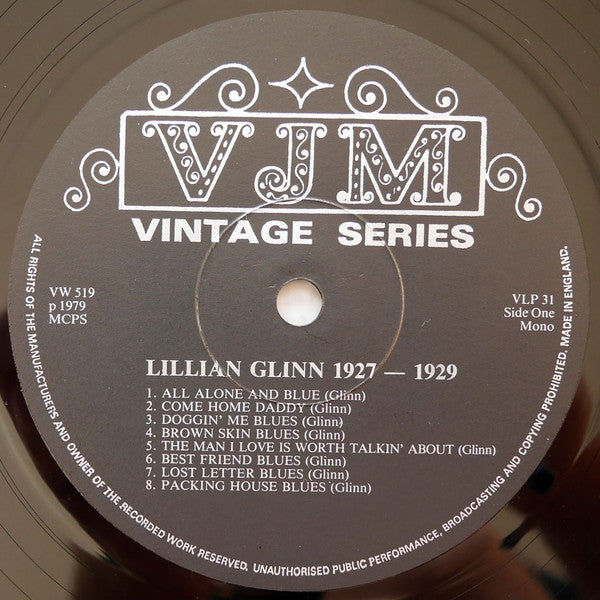 VJM
VINTAGE SERIES
VW 519
p 1979
MCPS
VLP 31
Side One
Mono
LILLIAN GLINN 1927 — 1929
1. ALL ALONE AND BLUE (Glinn)
2. COME HOME DADDY (Glinn)
3. DOGGIN' ME BLUES (Glinn)
4. BROWN SKIN BLUES (Glinn)
5. THE MAN I LOVE IS WORTH TALKIN' ABOUT (Glinn)
6. BEST FRIEND BLUES (Glinn)
7. LOST LETTER BLUES (Glinn)
8. PACKING HOUSE BLUES (Glinn)
ALL RIGHTS OF THE MANUFACTURERS AND OWNER OF THE RECORDED WORK RESERVED, UNAUTHORISED PUBLIC PERFORMANCE, BROADCASTING AND COPYING PROHIBITED. MADE IN ENGLAND.